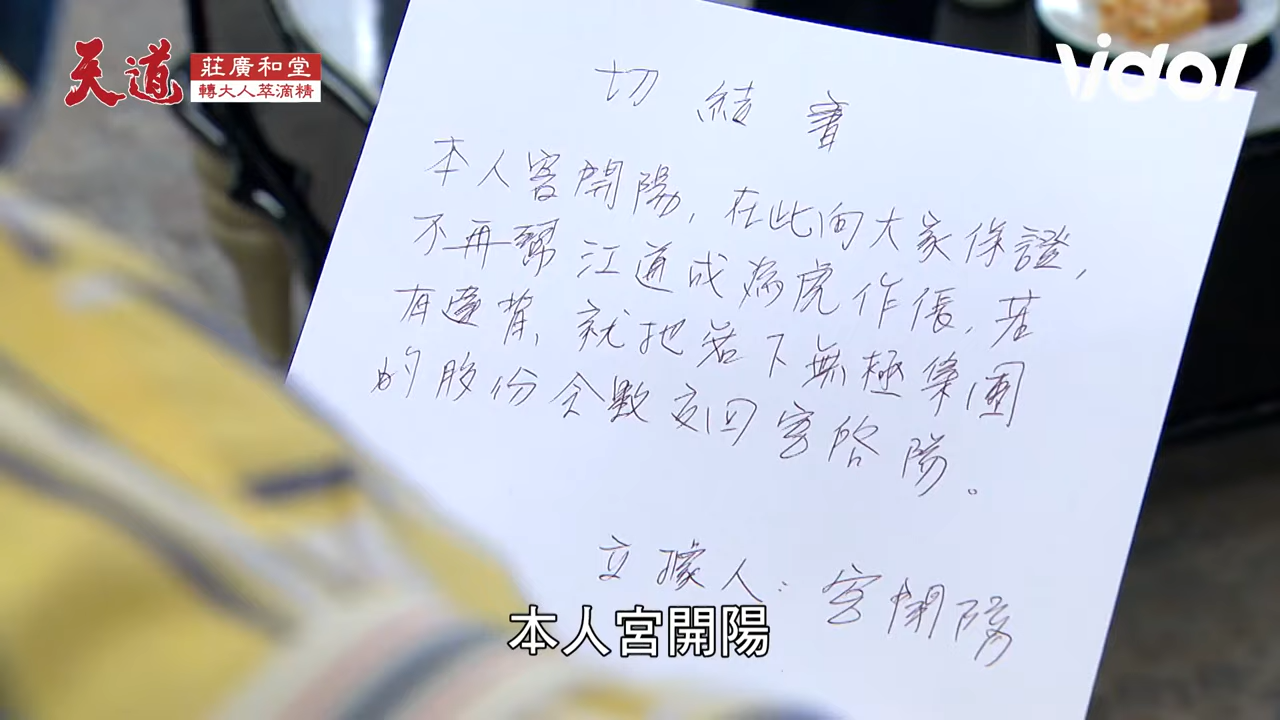 天道
莊廣和堂
轉大人萃滴精
vidol
切結書
本人宮開陽，在此向大家保證，
不再幫江道成為虎作倀，若
有違背，就把名下無極集團
的股份全數交回宮啓陽。
立據人：宮開陽
本人宮開陽